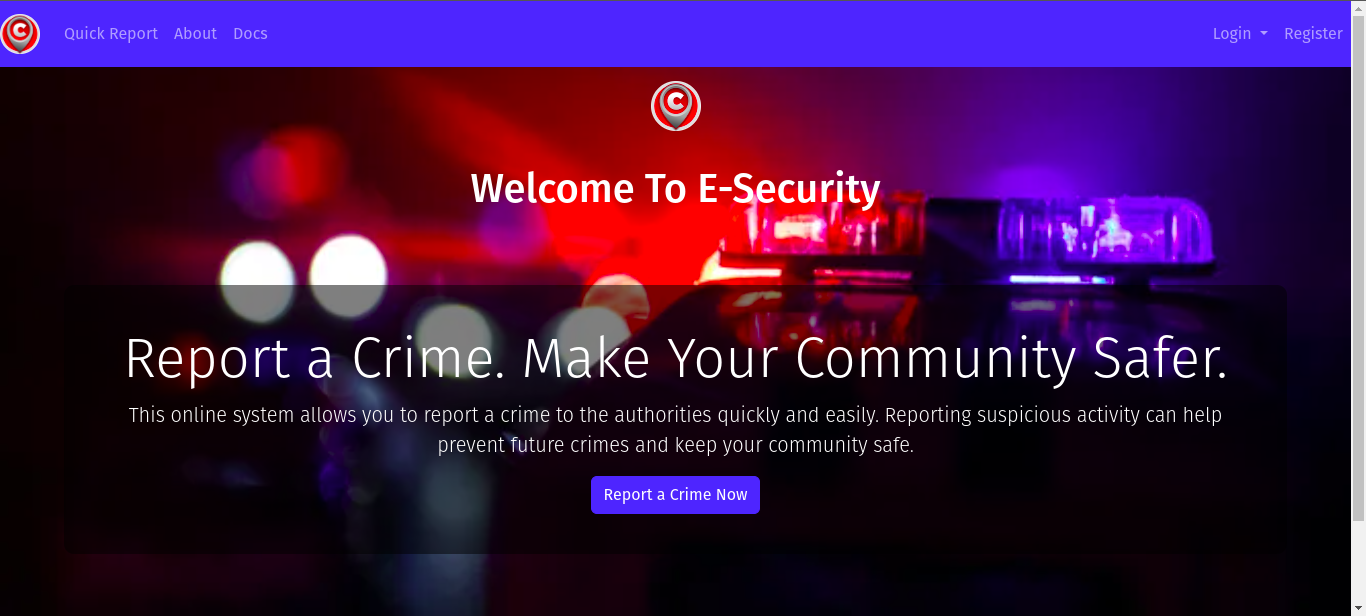 C Quick Report About Docs Login Register
C
Welcome To E-Security
Report a Crime. Make Your Community Safer.
This online system allows you to report a crime to the authorities quickly and easily. Reporting suspicious activity can help
prevent future crimes and keep your community safe.
Report a Crime Now